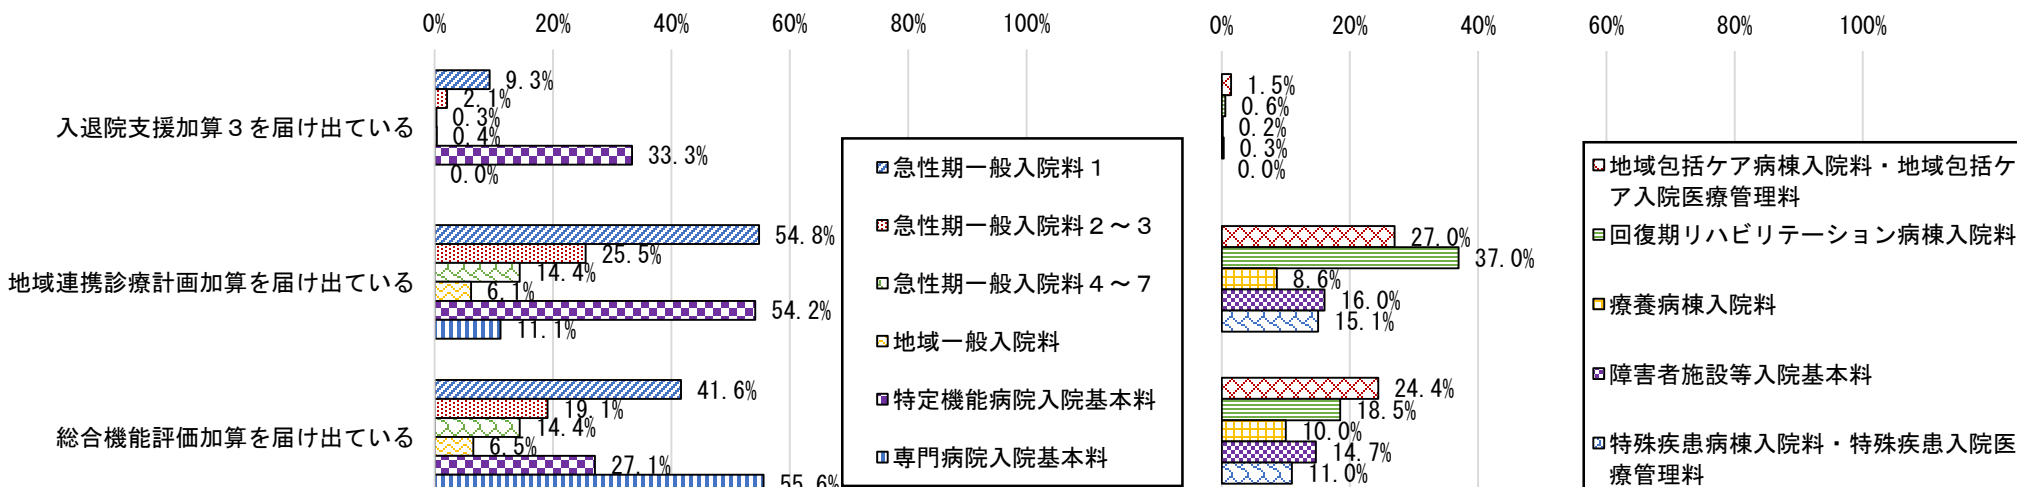 0% 20% 40% 60% 80% 100%
0% 20% 40% 60% 80% 100%
入退院支援加算３を届け出ている
9.3%
2.1%
0.3%
0.4%
33.3%
0.0%
1.5%
0.6%
0.2%
0.3%
0.0%
地域連携診療計画加算を届け出ている
54.8%
25.5%
14.4%
6.1%
54.2%
11.1%
27.0%
37.0%
8.6%
16.0%
15.1%
総合機能評価加算を届け出ている
41.6%
19.1%
14.4%
6.5%
27.1%
55.6%
24.4%
18.5%
10.0%
14.7%
11.0%
急性期一般入院料１
急性期一般入院料２～３
急性期一般入院料４～７
地域一般入院料
特定機能病院入院基本料
専門病院入院基本料
地域包括ケア病棟入院料・地域包括ケ
ア入院医療管理料
回復期リハビリテーション病棟入院料
療養病棟入院料
障害者施設等入院基本料
特殊疾患病棟入院料・特殊疾患入院医
療管理料